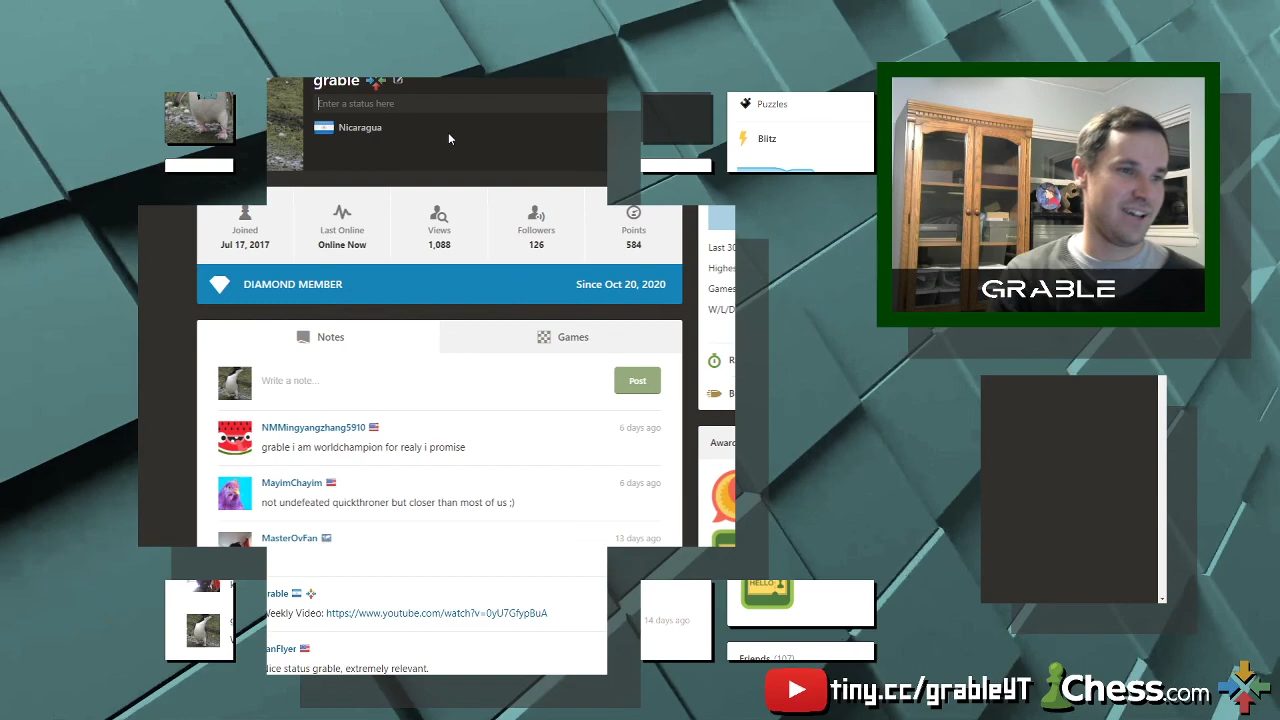 grable
Enter a status here
Nicaragua
Puzzles
Blitz
Joined
Jul 17, 2017
Last Online
Online Now
Views
1,088
Followers
126
Points
584
DIAMOND MEMBER
Since Oct 20, 2020
Last 30
Highes
Games
W/L/D
R
B
Notes
Games
Write a note...
Post
NMMingyangzhang5910
6 days ago
grable i am worldchampion for realy i promise
MayimChayim
6 days ago
not undefeated quickthroner but closer than most of us ;)
MasterOvFan
13 days ago
Awar
HELLO
rable
eekly Video: https://www.youtube.com/watch?v=0yU7GfypBuA
14 days ago
anFlyer
ice status grable, extremely relevant.
Friends (107)
GRABLE
tiny.cc/grableYT
Chess.com